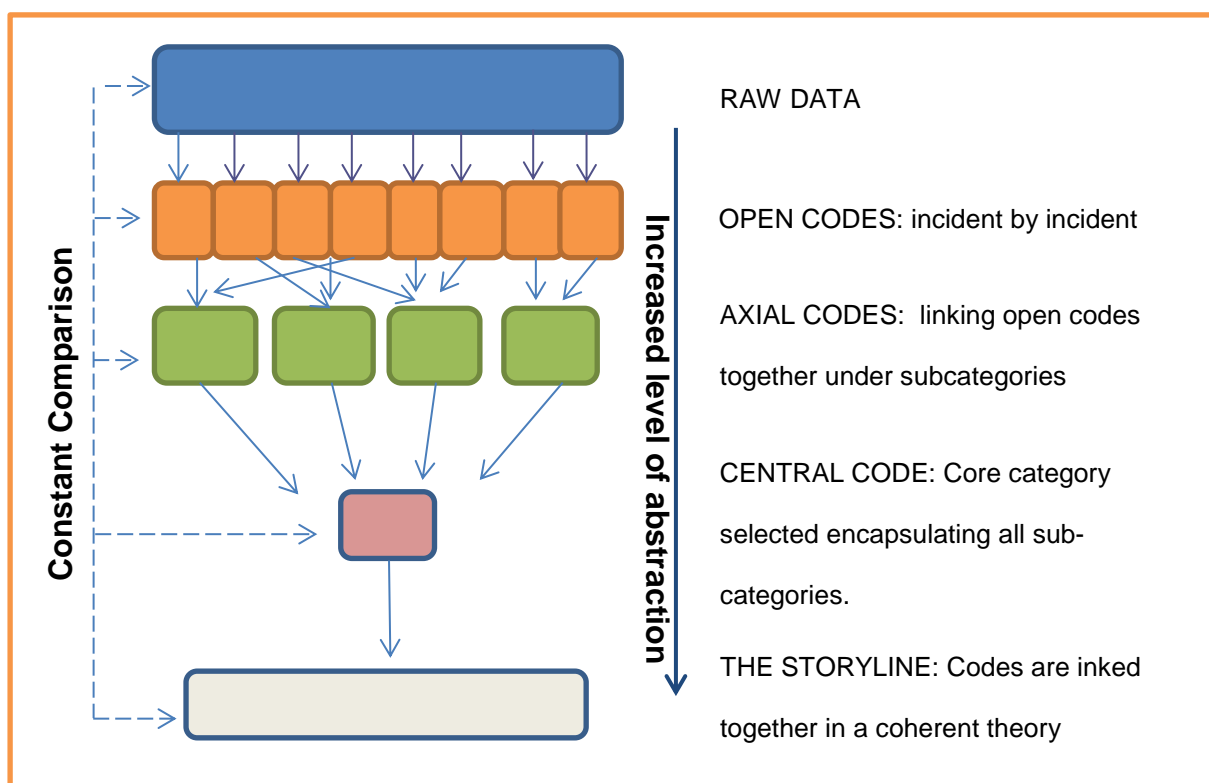 Constant Comparison
Increased level of abstraction
RAW DATA
OPEN CODES: incident by incident
AXIAL CODES:  linking open codes
together under subcategories
CENTRAL CODE: Core category
selected encapsulating all sub-
categories.
THE STORYLINE: Codes are inked
together in a coherent theory